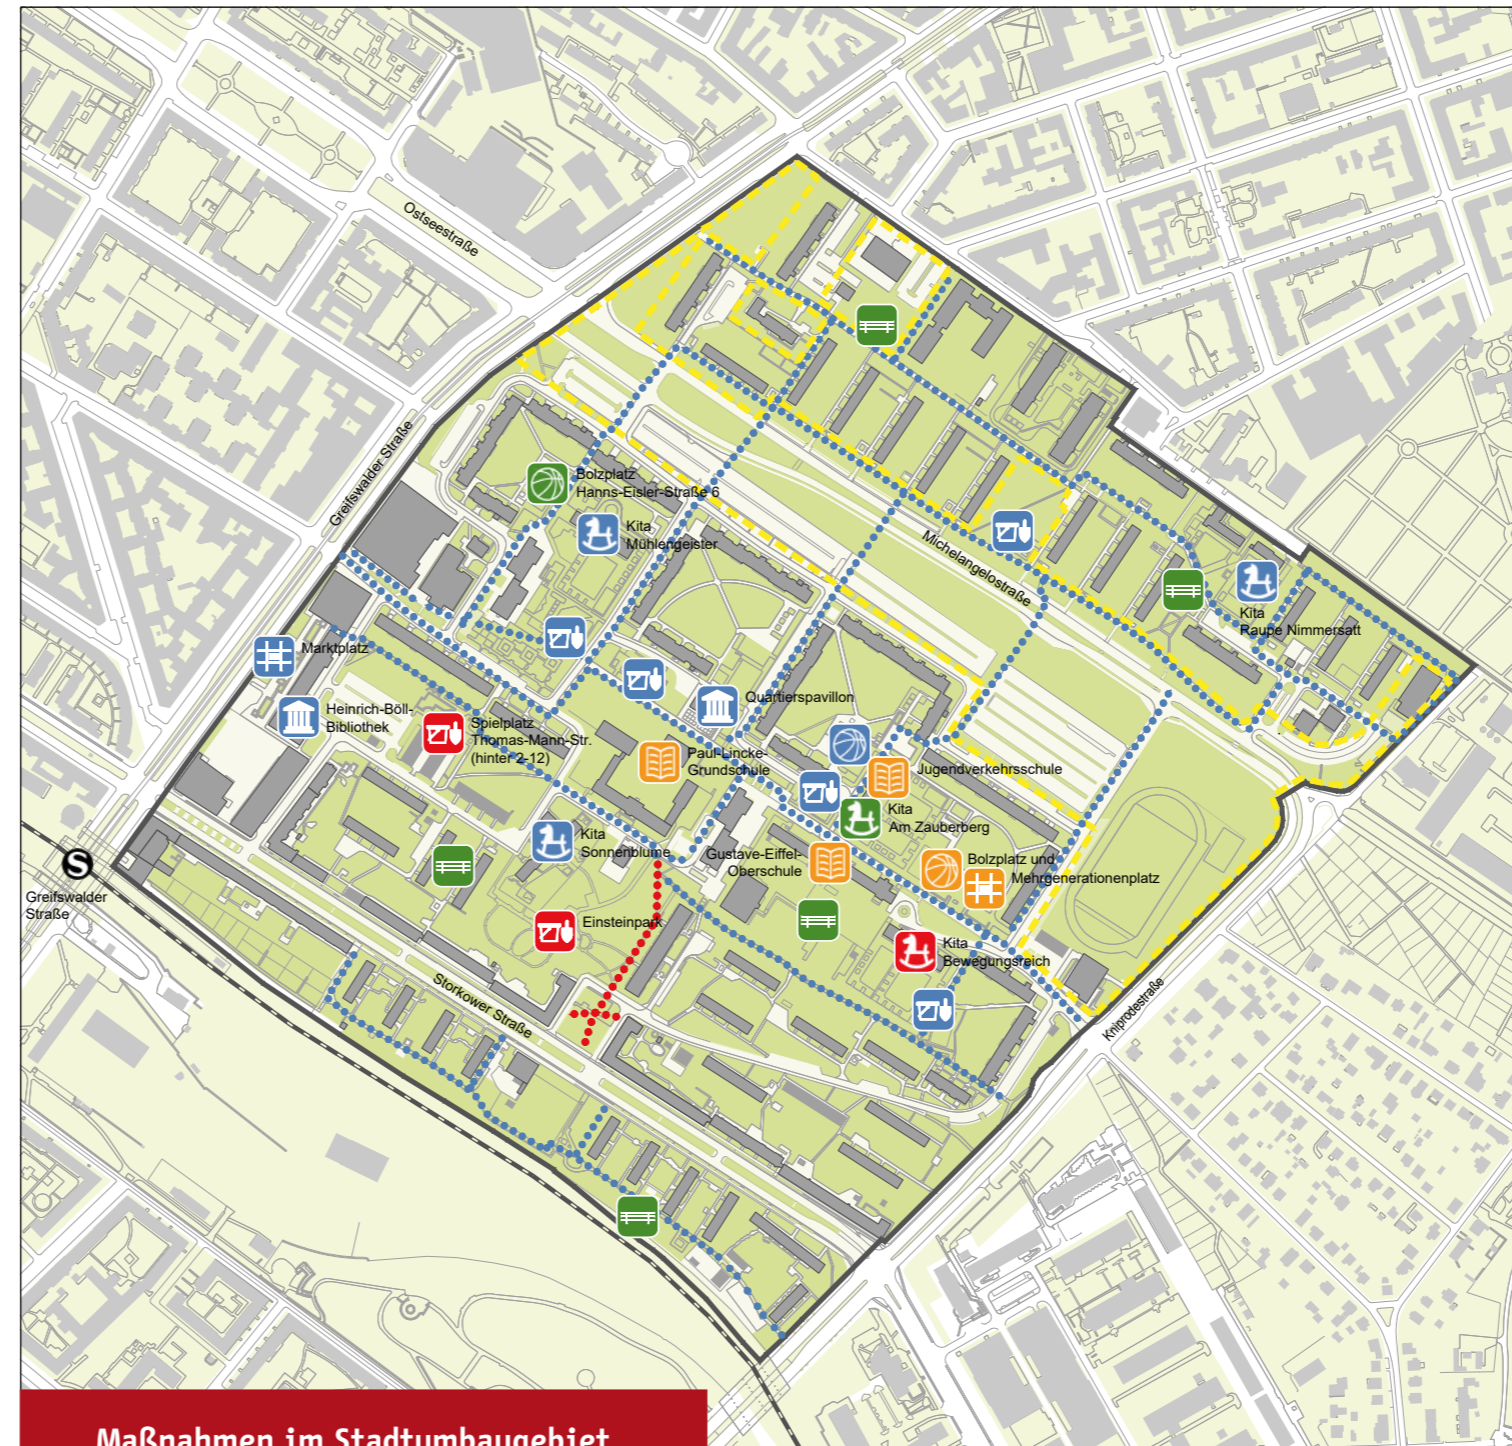 Ostseestraße
Greifswalder Straße
Bolzplatz
Hanns-Eisler-Straße 6
Kita
Mühlengeister
Michelangelostraße
Kita
Raupe Nimmersatt
Marktplatz
Heinrich-Böll-
Bibliothek
Spielplatz
Thomas-Mann-Str.
(hinter 2-12)
Quartierspavillon
Paul-Lincke-
Grundschule
Jugendverkehrsschule
Kita
Am Zauberberg
Kita
Sonnenblume
Gustave-Eiffel-
Oberschule
Bolzplatz und
Mehrgenerationenplatz
S
Greifswalder
Straße
Einsteinpark
Kita
Bewegungsreich
Storkower Straße
Kniprodestraße
Maßnahmen im Stadtumbaugebiet